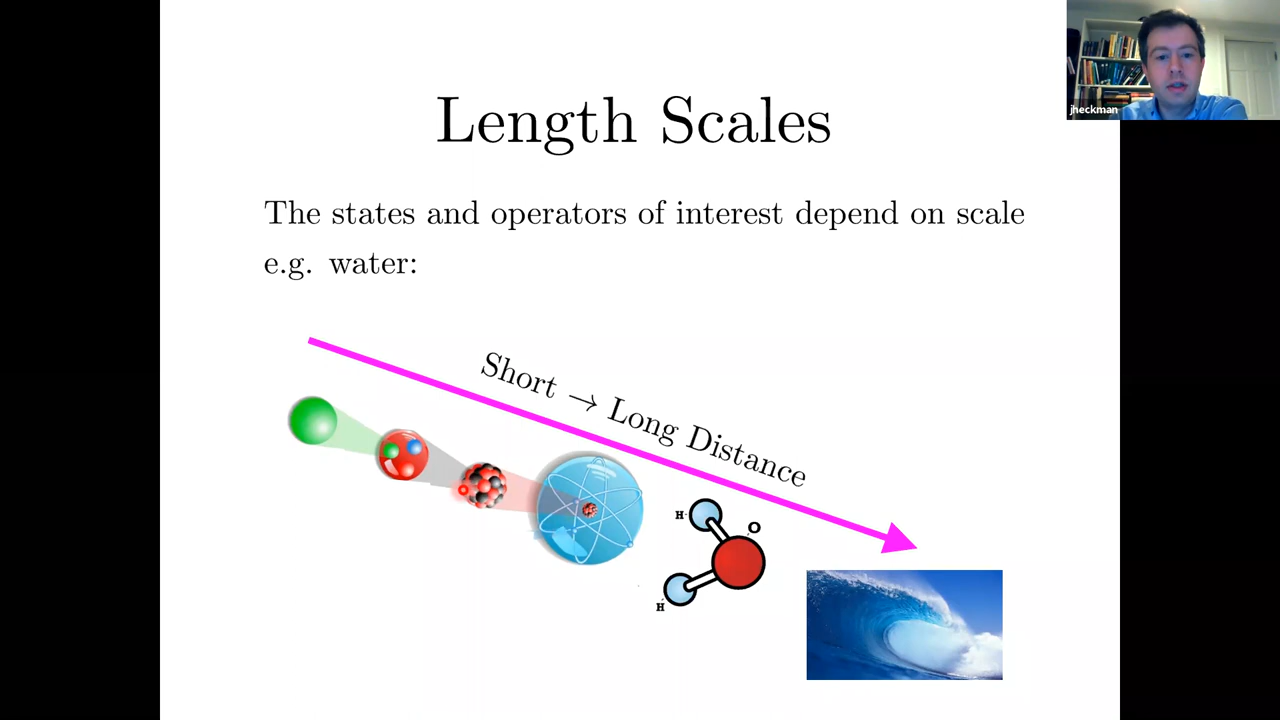 jheckman
Length Scales
The states and operators of interest depend on scale
e.g. water:
Short → Long Distance
H
O
H